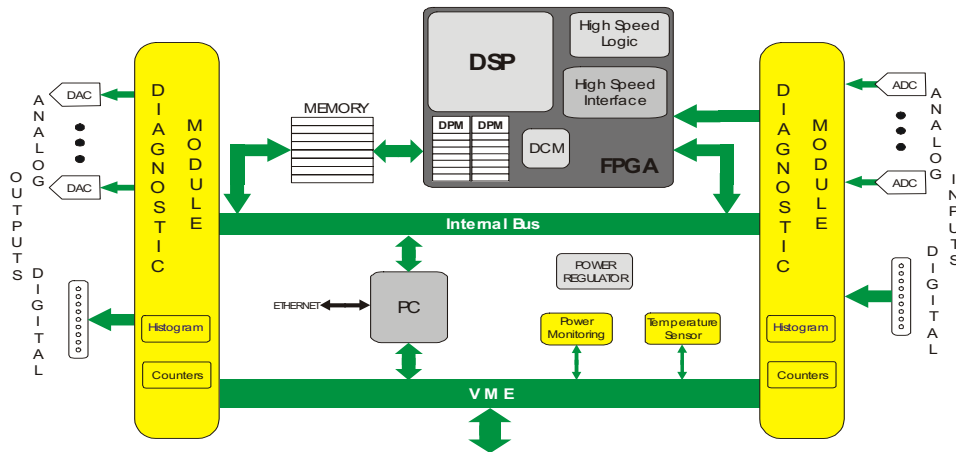 OUTPUTS
ANALOG
DAC
DAC
DIGITAL
DIAGNOSTIC
MODULE
Histogram
Counters
MEMORY
DSP
High Speed
Logic
High Speed
Interface
DPM DPM
DCM
FPGA
Internal Bus
ETHERNET
PC
POWER
REGULATOR
Power
Monitoring
Temperature
Sensor
VME
DIAGNOSTIC
MODULE
Histogram
Counters
ADC
ADC
ANALOG
INPUTS
DIGITAL